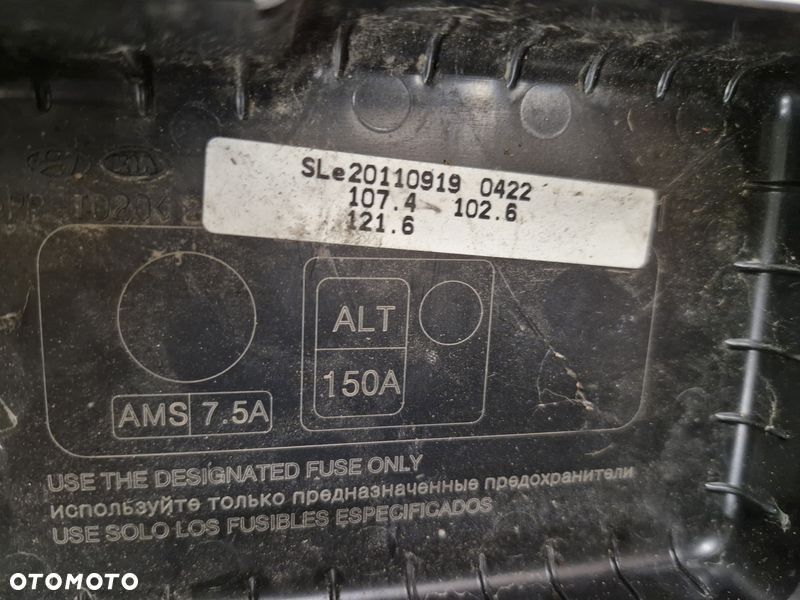 SLe20110919 0422
107.4 102.6
121.6
KIA
ALT
150A
AMS 7.5A
USE THE DESIGNATED FUSE ONLY
используйте только предназначенные предохранители
USE SOLO LOS FUSIBLES ESPECIFICADOS
OTOMOTO